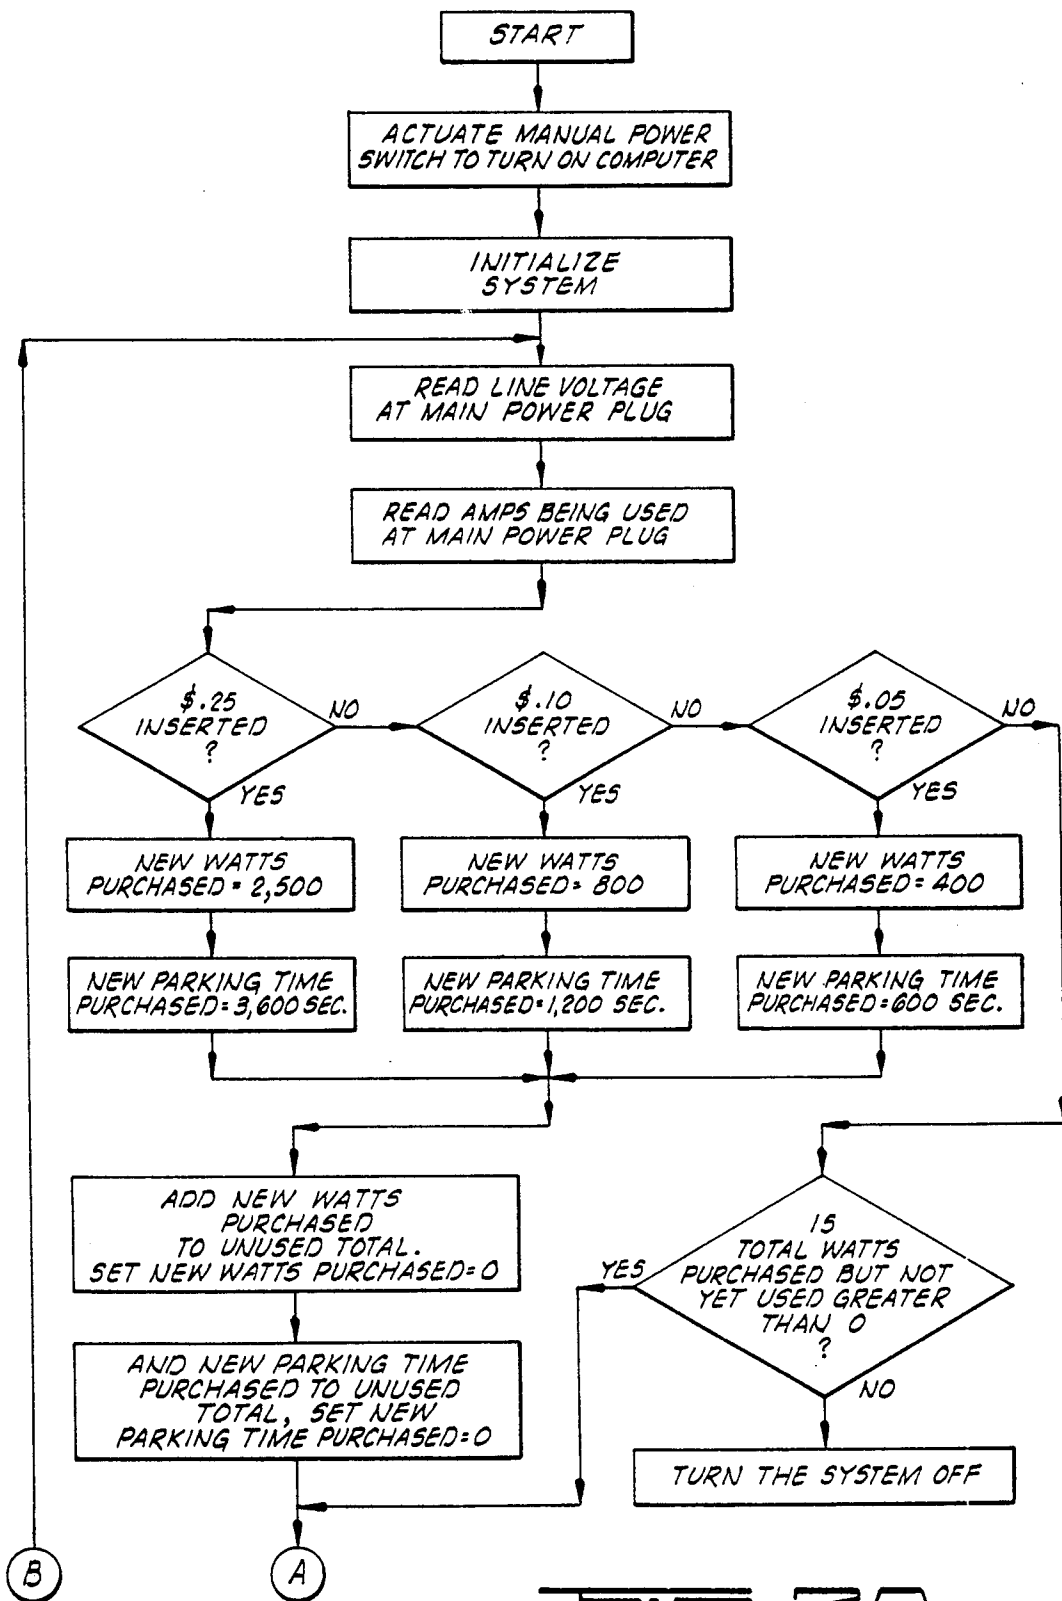 START
ACTUATE MANUAL POWER
SWITCH TO TURN ON COMPUTER
INITIALIZE
SYSTEM
READ LINE VOLTAGE
AT MAIN POWER PLUG
READ AMPS BEING USED
AT MAIN POWER PLUG
$.25
INSERTED
?
NO
YES
$.10
INSERTED
?
NO
YES
$.05
INSERTED
?
NO
YES
NEW WATTS
PURCHASED = 2,500
NEW WATTS
PURCHASED = 800
NEW WATTS
PURCHASED = 400
NEW PARKING TIME
PURCHASED = 3,600 SEC.
NEW PARKING TIME
PURCHASED = 1,200 SEC.
NEW PARKING TIME
PURCHASED = 600 SEC.
ADD NEW WATTS
PURCHASED
TO UNUSED TOTAL.
SET NEW WATTS PURCHASED = 0
IS
TOTAL WATTS
PURCHASED BUT NOT
YET USED GREATER
THAN 0
?
YES
NO
AND NEW PARKING TIME
PURCHASED TO UNUSED
TOTAL, SET NEW
PARKING TIME PURCHASED = 0
TURN THE SYSTEM OFF
B
A